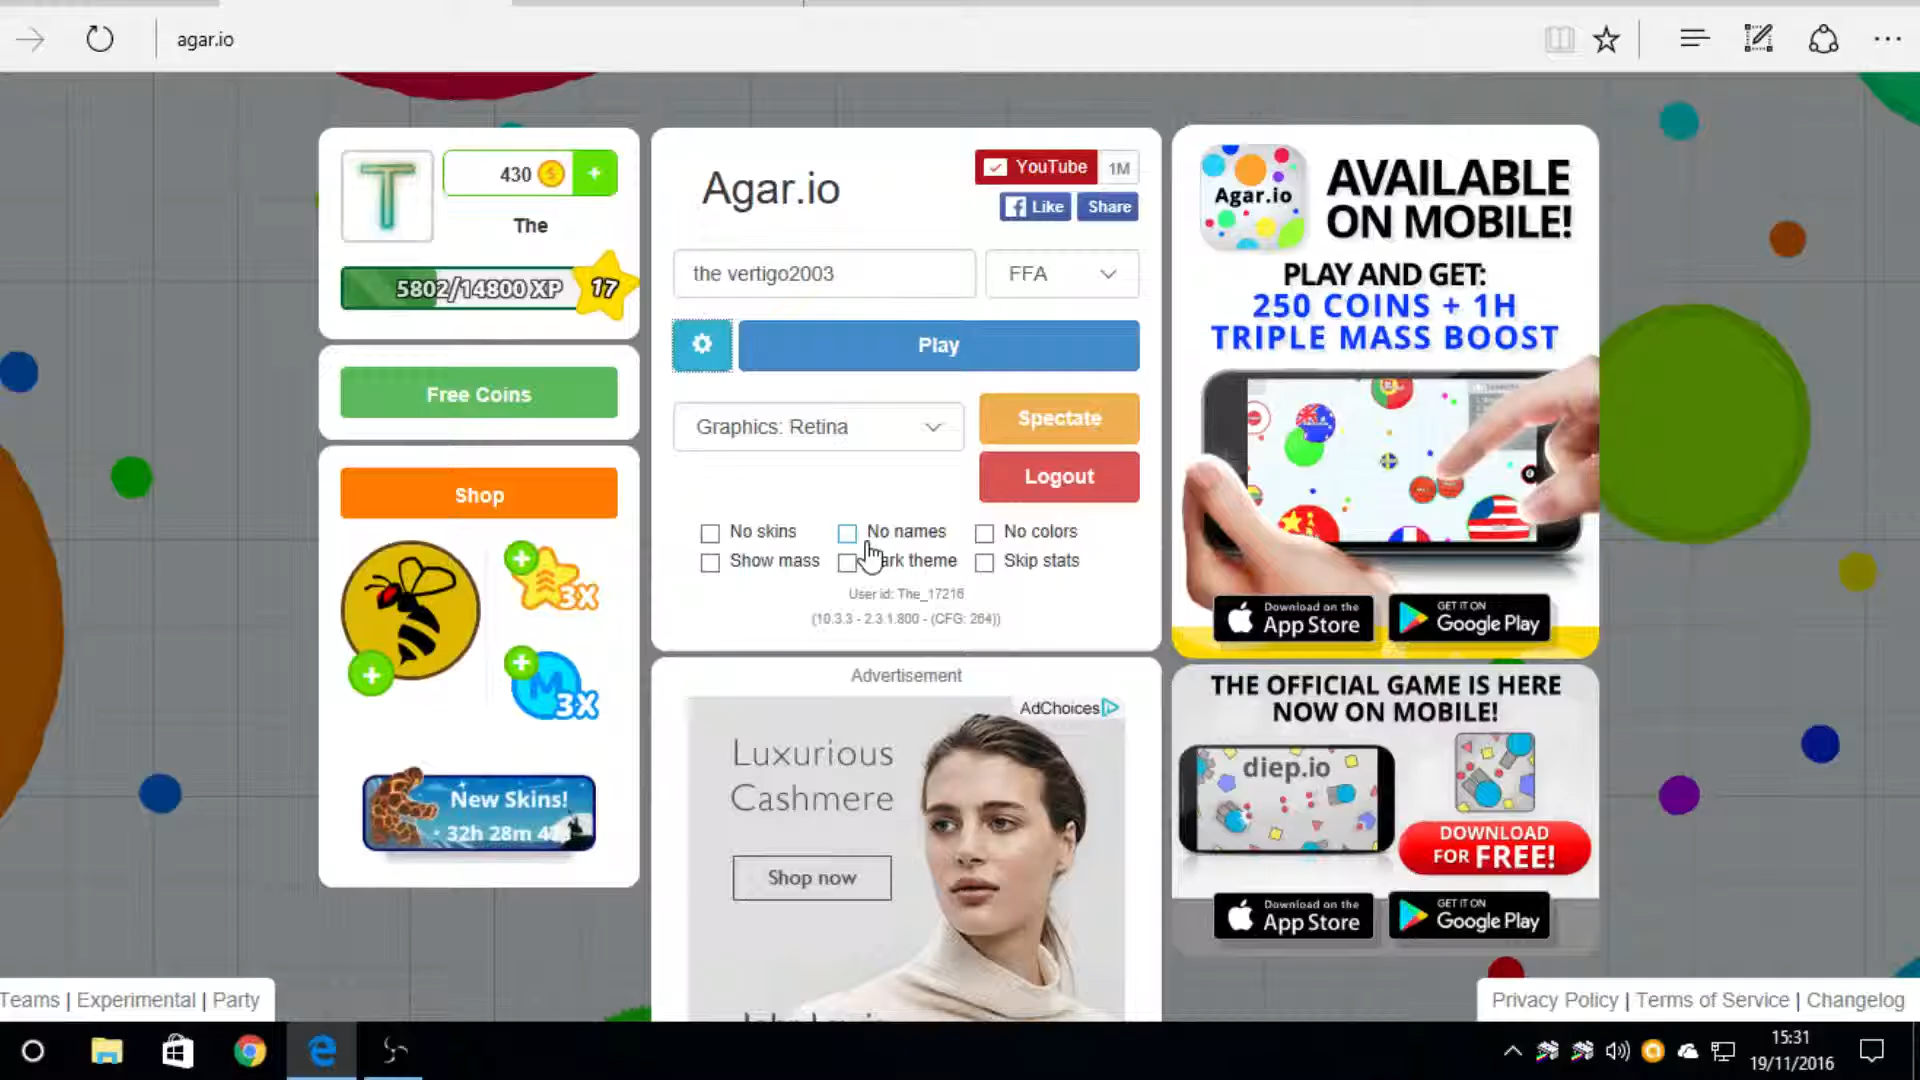 agar.io
T
430
The
5802/14800 XP
17
Free Coins
Shop
3X
M
3X
New Skins!
Agar.io
YouTube
1M
Like
Share
the vertigo2003
FFA
Play
Graphics: Retina
Spectate
Logout
No skins
No names
No colors
Show mass
ark theme
Skip stats
User id: The_17216
(10.3.3 - 2.3.1.800 - (CFG: 264))
Advertisement
AdChoices
Luxurious
Cashmere
Shop now
Agar.io
AVAILABLE
ON MOBILE!
PLAY AND GET:
250 COINS + 1H
TRIPLE MASS BOOST
Download on the
App Store
GET IT ON
Google Play
THE OFFICIAL GAME IS HERE
NOW ON MOBILE!
diep.io
DOWNLOAD
FOR FREE!
Download on the
App Store
GET IT ON
Google Play
Teams | Experimental | Party
Privacy Policy | Terms of Service | Changelog
15:31
19/11/2016